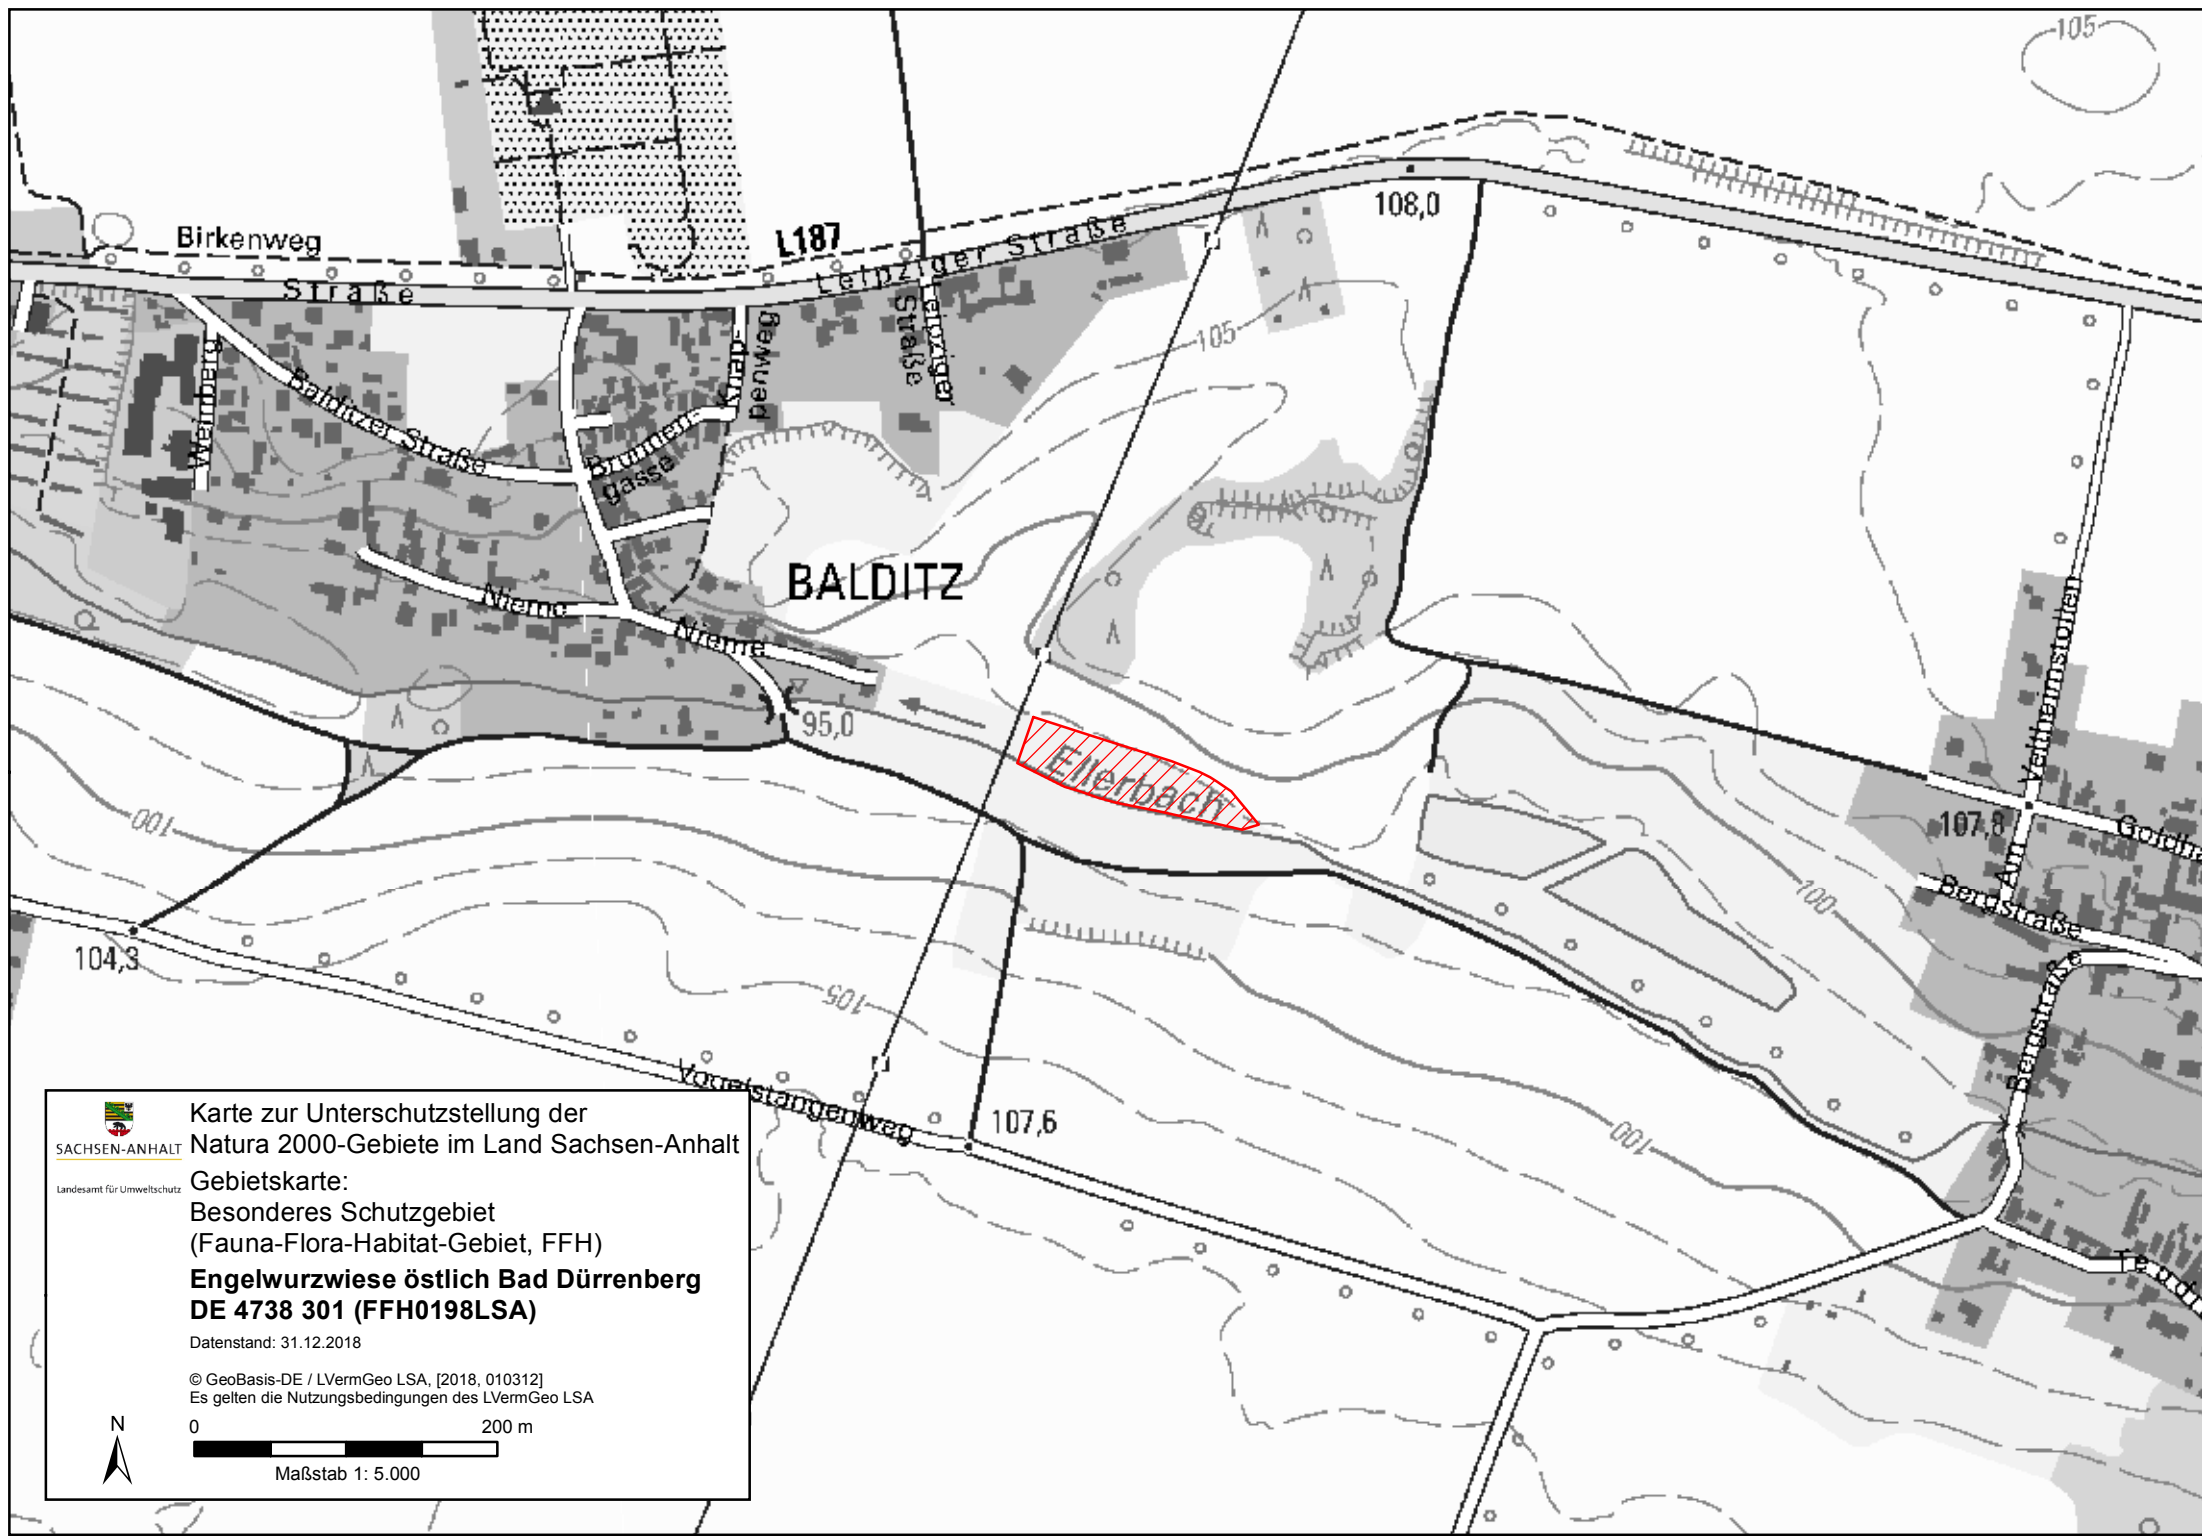 105
108,0
Birkenweg
L187
Leipziger Straße
Straße
105
Leipziger
Straße
penweg
Balditzer Straße
Brunnen-
gasse
BALDITZ
Nieme
Nieme
95,0
Ellerbach
100
107,8
100
Bergstraße
Bergstraße
104,3
105
Vogelstangenweg
107,6
100
SACHSEN-ANHALT
Landesamt für Umweltschutz
Karte zur Unterschutzstellung der
Natura 2000-Gebiete im Land Sachsen-Anhalt
Gebietskarte:
Besonderes Schutzgebiet
(Fauna-Flora-Habitat-Gebiet, FFH)
Engelwurzwiese östlich Bad Dürrenberg
DE 4738 301 (FFH0198LSA)
Datenstand: 31.12.2018
© GeoBasis-DE / LVermGeo LSA, [2018, 010312]
Es gelten die Nutzungsbedingungen des LVermGeo LSA
N
0 200 m
Maßstab 1: 5.000